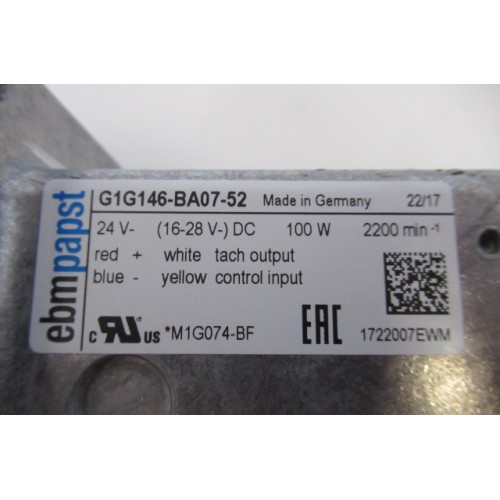 ebmpapst
G1G146-BA07-52 Made in Germany 22/17
24 V- (16-28 V-) DC 100 W 2200 min⁻¹
red + white tach output
blue - yellow control input
c RU US *M1G074-BF EAC 1722007EWM